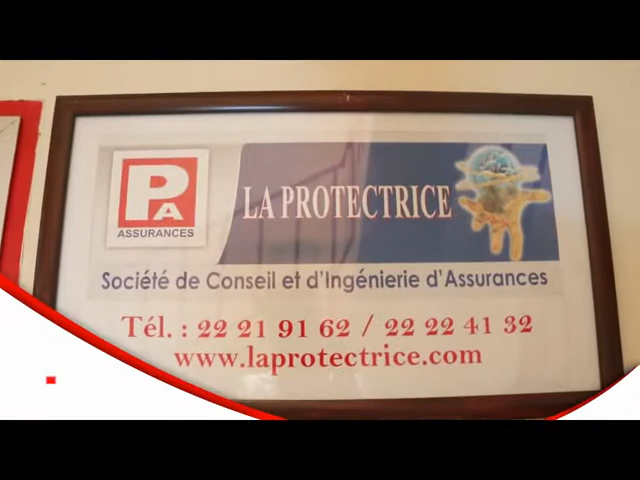 PA
ASSURANCES
LA PROTECTRICE
Société de Conseil et d'Ingénierie d'Assurances
Tél. : 22 21 91 62 / 22 22 41 32
www.laprotectrice.com